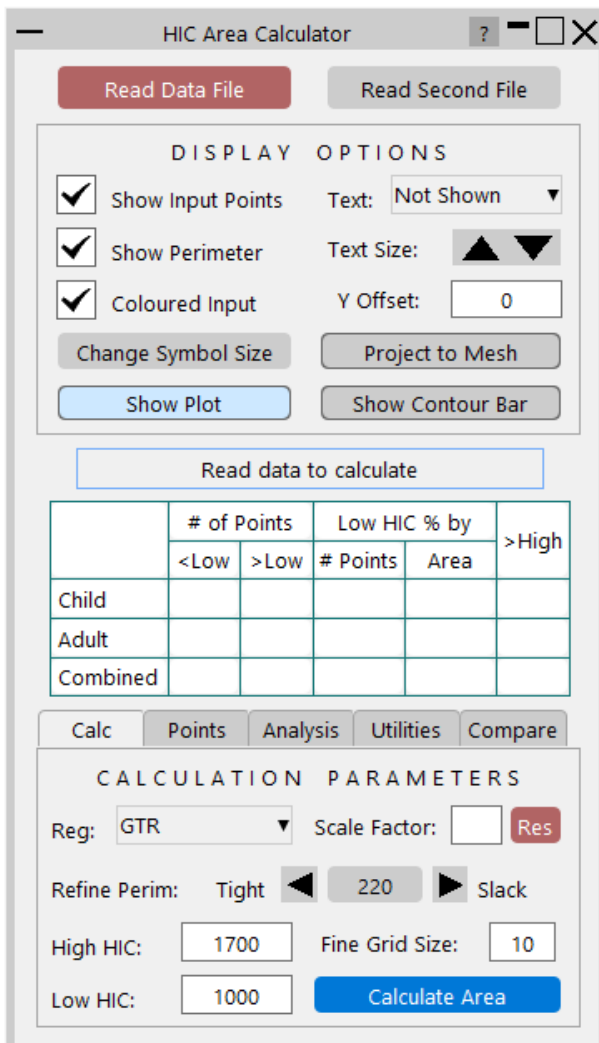 HIC Area Calculator ?
Read Data File Read Second File
DISPLAY OPTIONS
Show Input Points Text: Not Shown
Show Perimeter Text Size:
Coloured Input Y Offset: 0
Change Symbol Size Project to Mesh
Show Plot Show Contour Bar
Read data to calculate
# of Points Low HIC % by >High
<Low >Low # Points Area
Child
Adult
Combined
Calc Points Analysis Utilities Compare
CALCULATION PARAMETERS
Reg: GTR Scale Factor: Res
Refine Perim: Tight 220 Slack
High HIC: 1700 Fine Grid Size: 10
Low HIC: 1000 Calculate Area